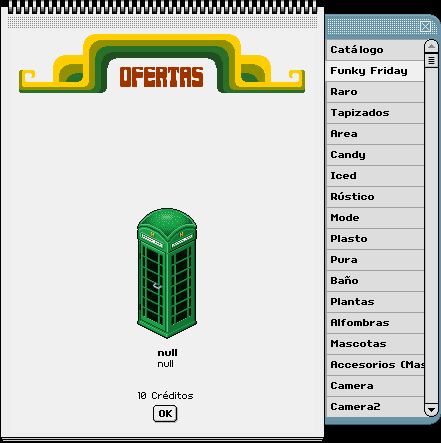 OFERTAS
null
null
10 Créditos
OK
Catálogo
Funky Friday
Raro
Tapizados
Area
Candy
Iced
Rústico
Mode
Plasto
Pura
Baño
Plantas
Alfombras
Mascotas
Accesorios (Mas
Camera
Camera2